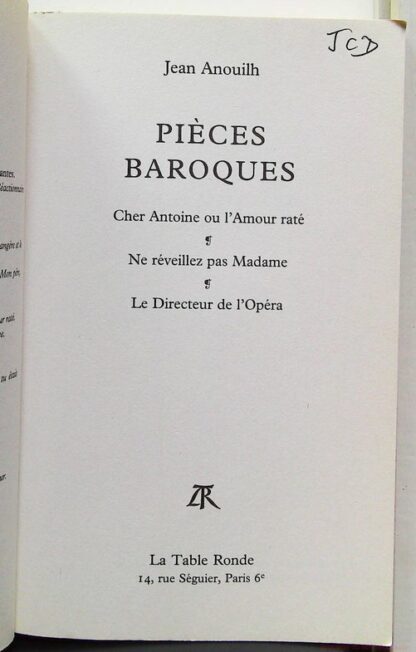 JCD
Jean Anouilh
PIÈCES
BAROQUES
Cher Antoine ou l'Amour raté
¶
Ne réveillez pas Madame
¶
Le Directeur de l'Opéra
TR
La Table Ronde
14, rue Séguier, Paris 6e
antes.